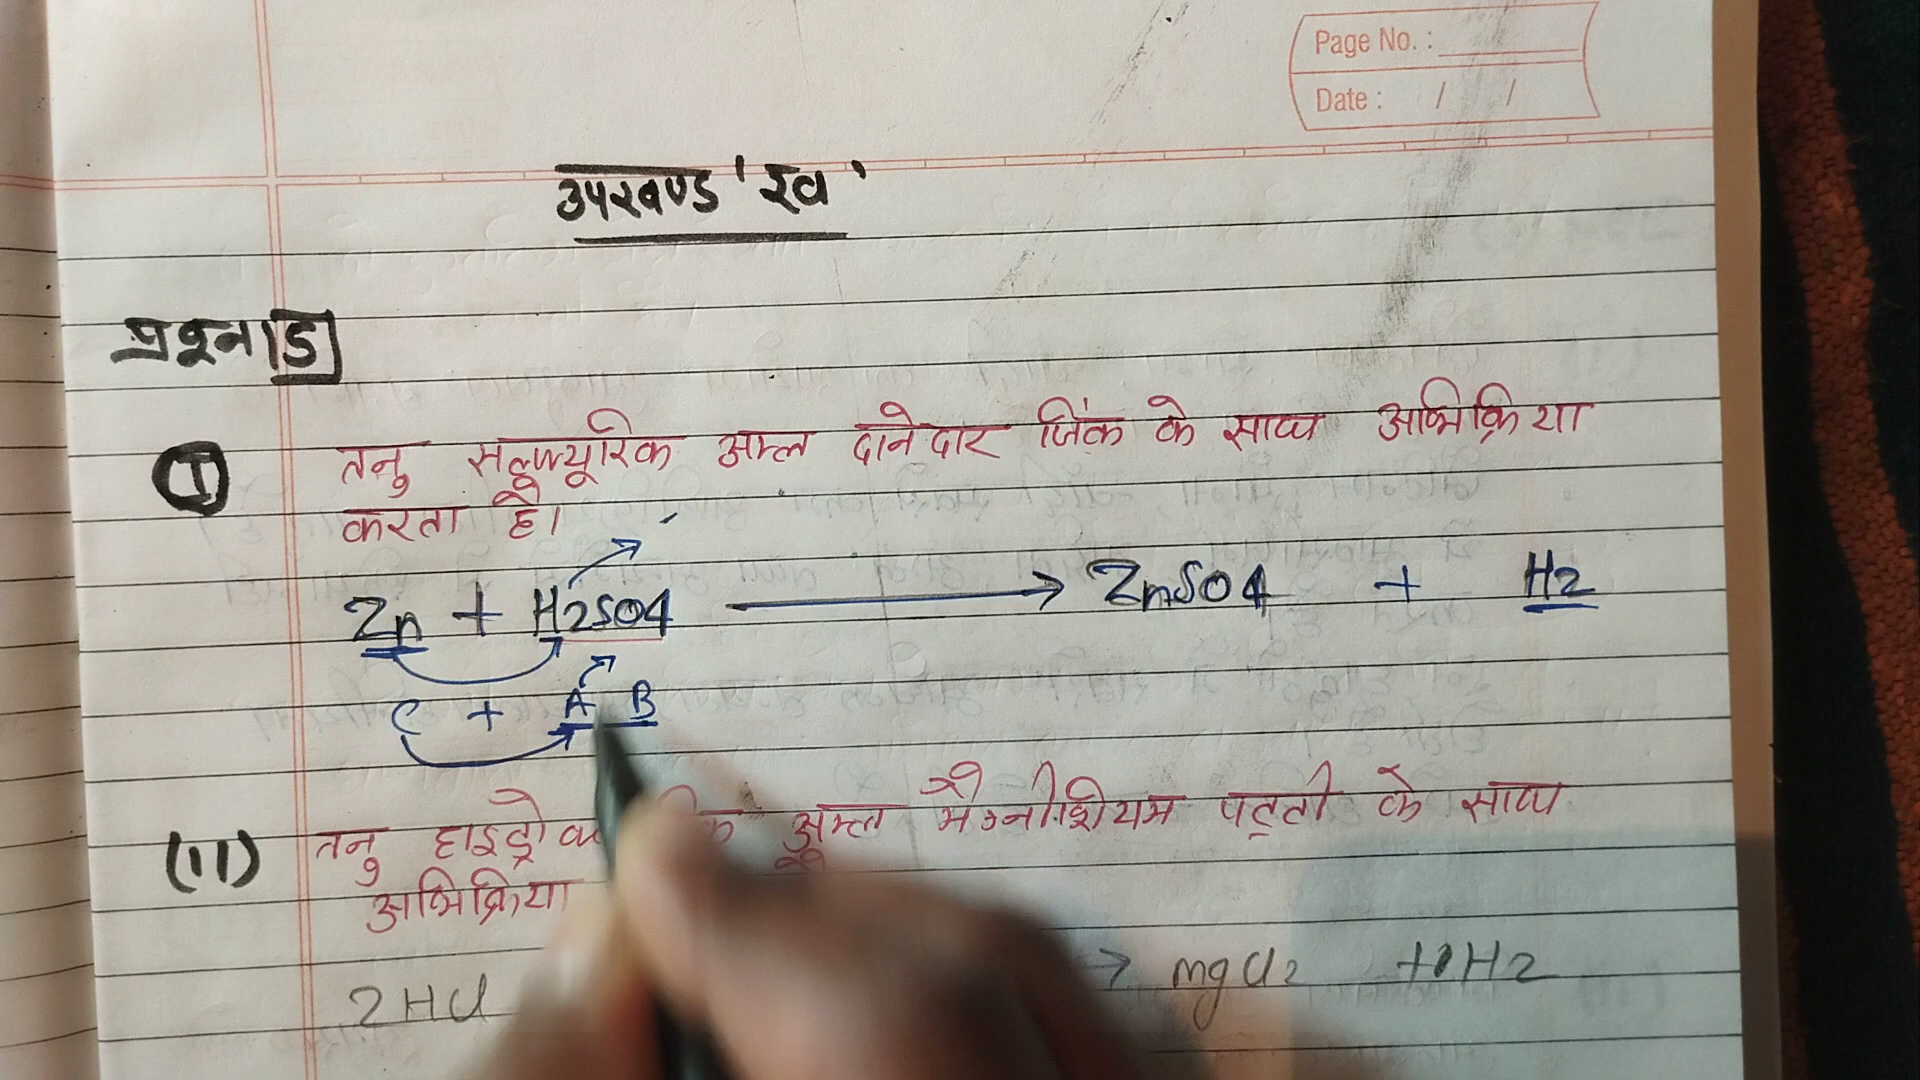 Page No. :
Date : / /
उपखण्ड 'ख'
प्रश्न 5
(I) तनु सल्फ्यूरिक अम्ल दानेदार जिंक के साथ अभिक्रिया
करता है।
Zn + H2SO4 → ZnSO4 + H2
C + A B
(II) तनु हाइड्रो अम्ल मैग्नीशियम पट्टी के साथ
अभिक्रिया
2HCl → mgCl2 + H2